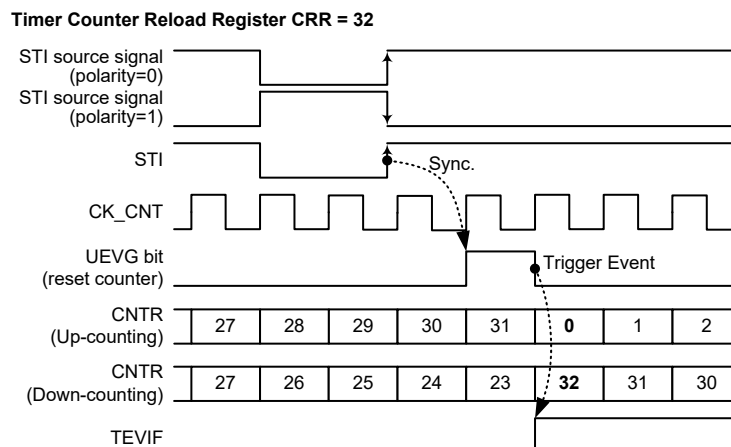 Timer Counter Reload Register CRR = 32
STI source signal
(polarity=0)
STI source signal
(polarity=1)
STI
Sync.
CK_CNT
UEVG bit
(reset counter)
Trigger Event
CNTR
(Up-counting)
27 28 29 30 31 0 1 2
CNTR
(Down-counting)
27 26 25 24 23 32 31 30
TEVIF